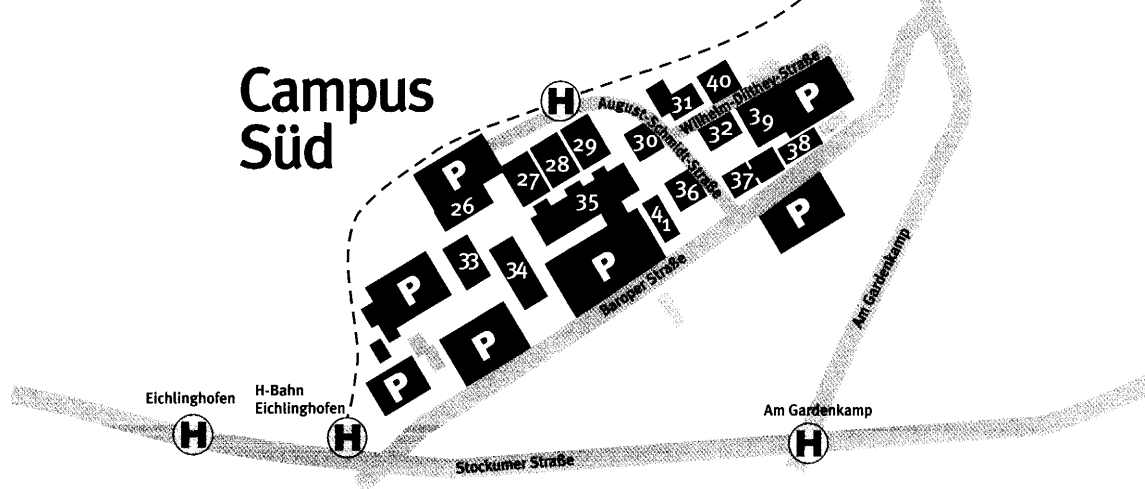 Campus
Süd
H
August-Schmidt-Straße
Wilhelm-Dilthey-Straße
40
31
P
39
32
30
29
28
27
P
26
38
37
36
35
41
P
33
34
P
P
Baroper Straße
P
P
Am Gardenkamp
Eichlinghofen
H
H-Bahn
Eichlinghofen
H
Am Gardenkamp
H
Stockumer Straße